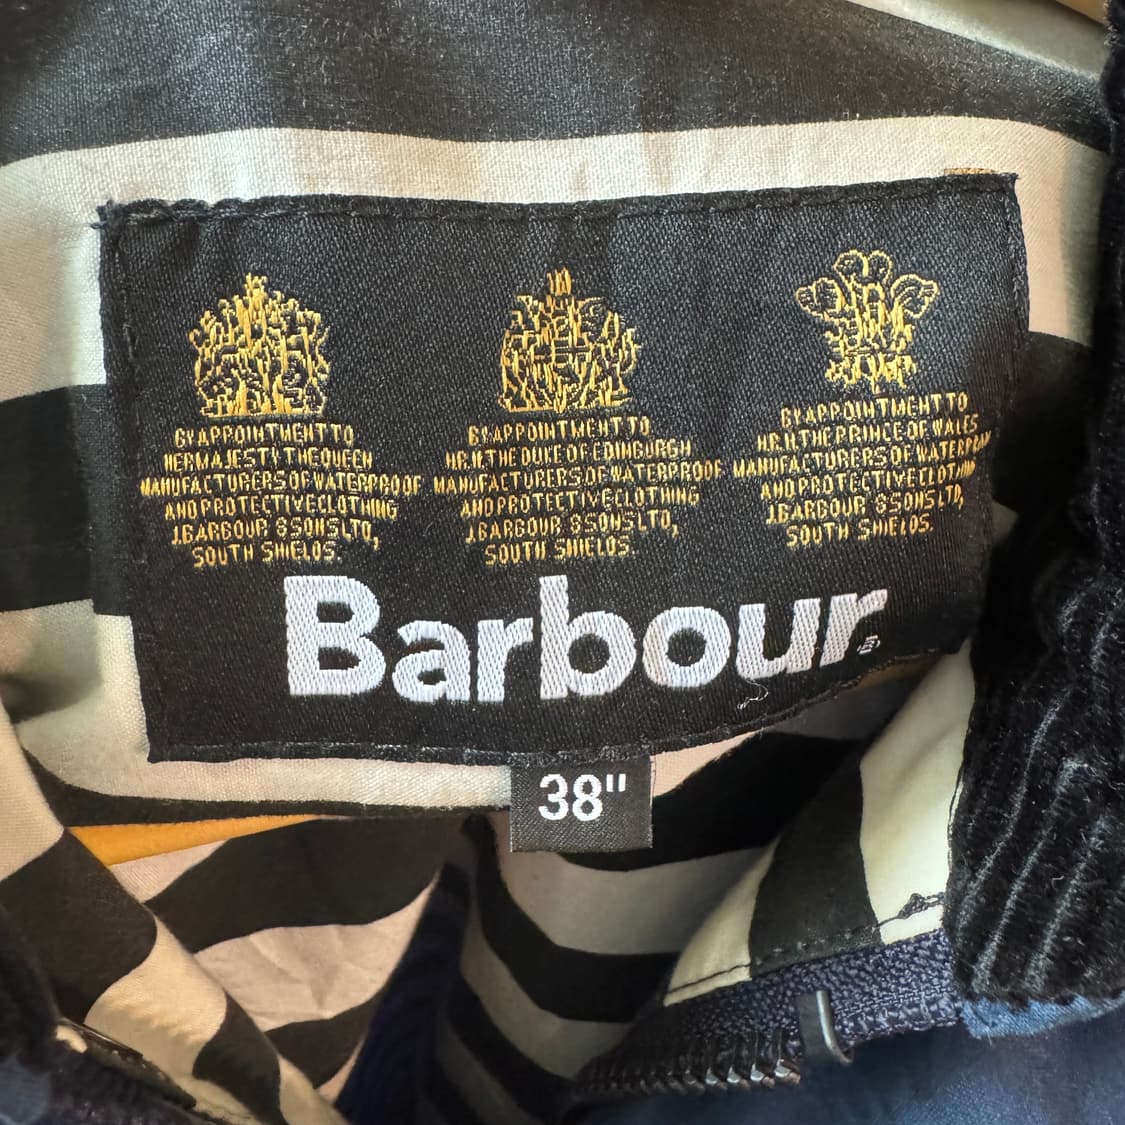 BY APPOINTMENT TO
HER MAJESTY THE QUEEN
MANUFACTURERS OF WATERPROOF
AND PROTECTIVE CLOTHING
J.BARBOUR & SONS LTD,
SOUTH SHIELDS.
BY APPOINTMENT TO
H.R.H. THE DUKE OF EDINBURGH
MANUFACTURERS OF WATERPROOF
AND PROTECTIVE CLOTHING
J.BARBOUR & SONS LTD,
SOUTH SHIELDS.
BY APPOINTMENT TO
H.R.H. THE PRINCE OF WALES
MANUFACTURERS OF WATERPROOF
AND PROTECTIVE CLOTHING
J.BARBOUR & SONS LTD,
SOUTH SHIELDS.
Barbour®
38"